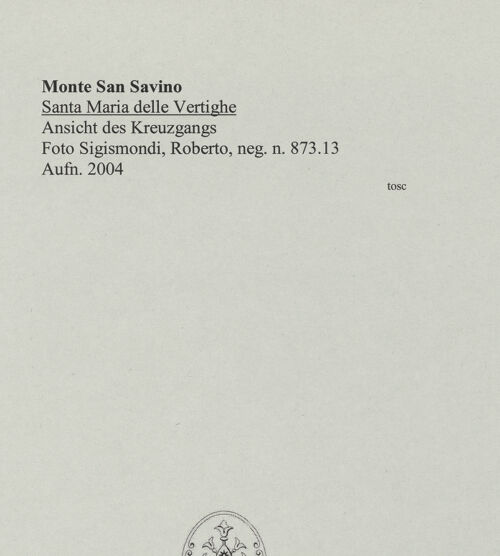 Monte San Savino
Santa Maria delle Vertighe
Ansicht des Kreuzgangs
Foto Sigismondi, Roberto, neg. n. 873.13
Aufn. 2004
tosc